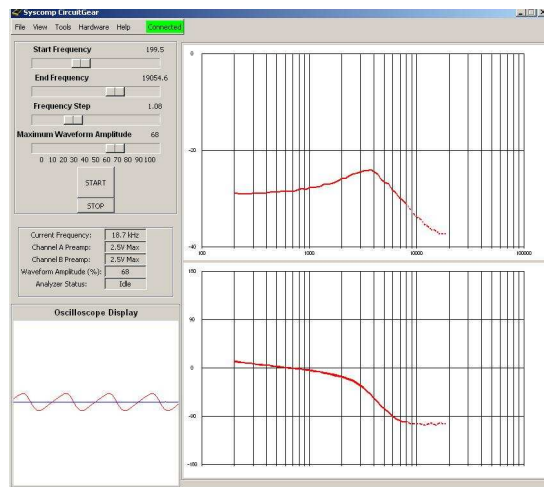 Syscomp CircuitGear
File View Tools Hardware Help Connected
Start Frequency 199.5
End Frequency 19054.6
Frequency Step 1.08
Maximum Waveform Amplitude 68
0 10 20 30 40 50 60 70 80 90 100
START
STOP
Current Frequency: 18.7 kHz
Channel A Preamp: 2.5V Max
Channel B Preamp: 2.5V Max
Waveform Amplitude (%): 68
Analyzer Status: Idle
Oscilloscope Display
0
-20
-40
100 1000 10000 100000
180
90
0
-90
-180